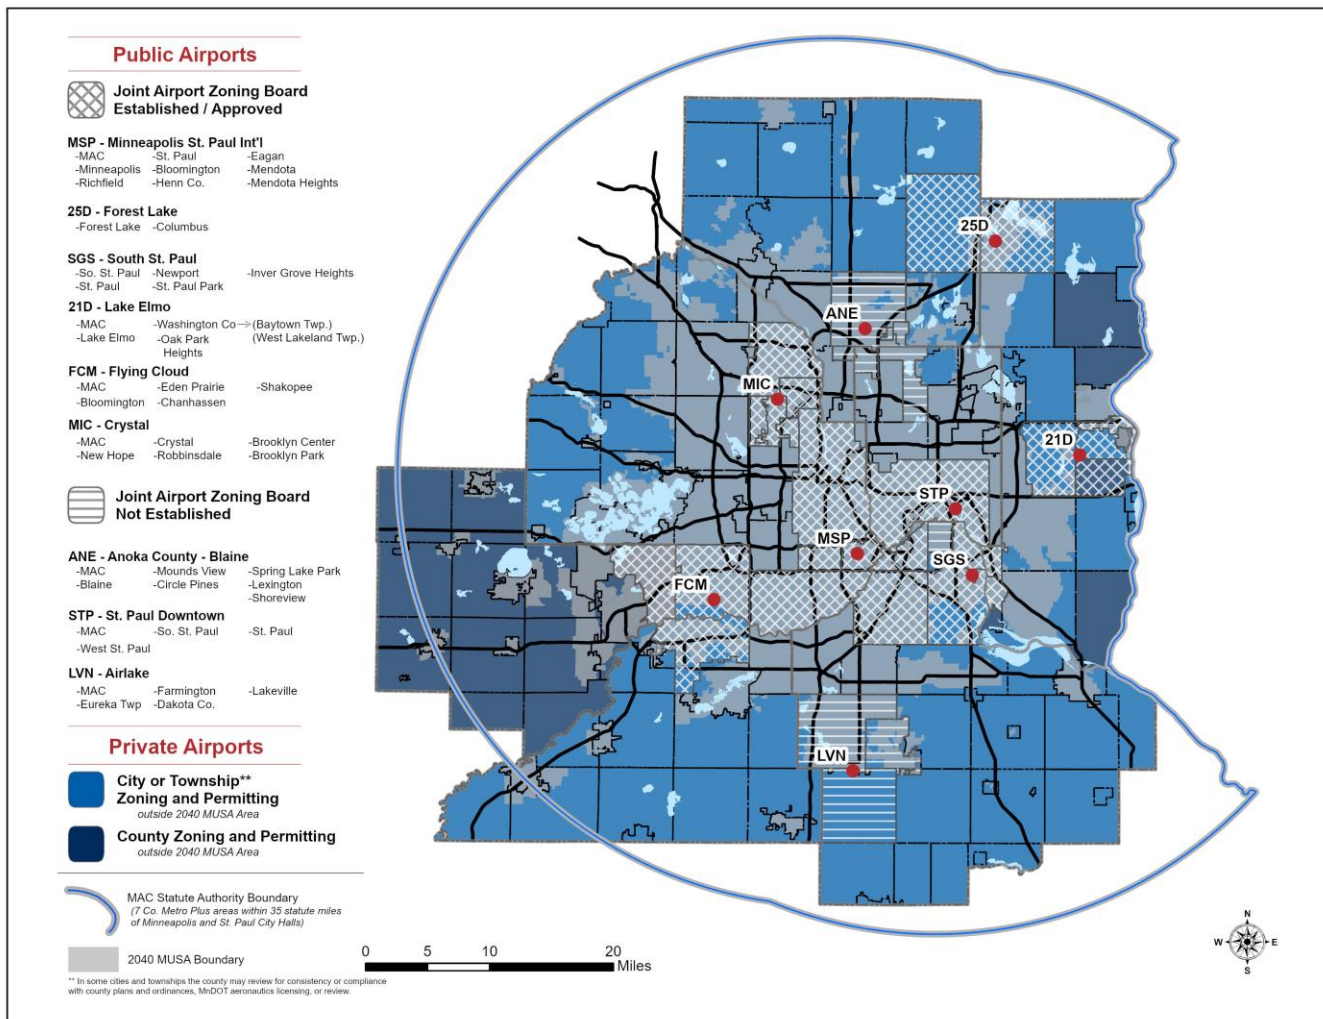 Public Airports
Joint Airport Zoning Board
Established / Approved
MSP - Minneapolis St. Paul Int'l
-MAC -St. Paul -Eagan
-Minneapolis -Bloomington -Mendota
-Richfield -Henn Co. -Mendota Heights
25D - Forest Lake
-Forest Lake -Columbus
SGS - South St. Paul
-So. St. Paul -Newport -Inver Grove Heights
-St. Paul -St. Paul Park
21D - Lake Elmo
-MAC -Washington Co→(Baytown Twp.)
-Lake Elmo -Oak Park (West Lakeland Twp.)
Heights
FCM - Flying Cloud
-MAC -Eden Prairie -Shakopee
-Bloomington -Chanhassen
MIC - Crystal
-MAC -Crystal -Brooklyn Center
-New Hope -Robbinsdale -Brooklyn Park
Joint Airport Zoning Board
Not Established
ANE - Anoka County - Blaine
-MAC -Mounds View -Spring Lake Park
-Blaine -Circle Pines -Lexington
-Shoreview
STP - St. Paul Downtown
-MAC -So. St. Paul -St. Paul
-West St. Paul
LVN - Airlake
-MAC -Farmington -Lakeville
-Eureka Twp -Dakota Co.
Private Airports
City or Township**
Zoning and Permitting
outside 2040 MUSA Area
County Zoning and Permitting
outside 2040 MUSA Area
MAC Statute Authority Boundary
(7 Co. Metro Plus areas within 35 statute miles
of Minneapolis and St. Paul City Halls)
2040 MUSA Boundary
** In some cities and townships the county may review for consistency or compliance
with county plans and ordinances, MnDOT aeronautics licensing, or review.
25D
ANE
MIC
21D
STP
MSP
SGS
FCM
LVN
0 5 10 20
Miles
N
W E
S